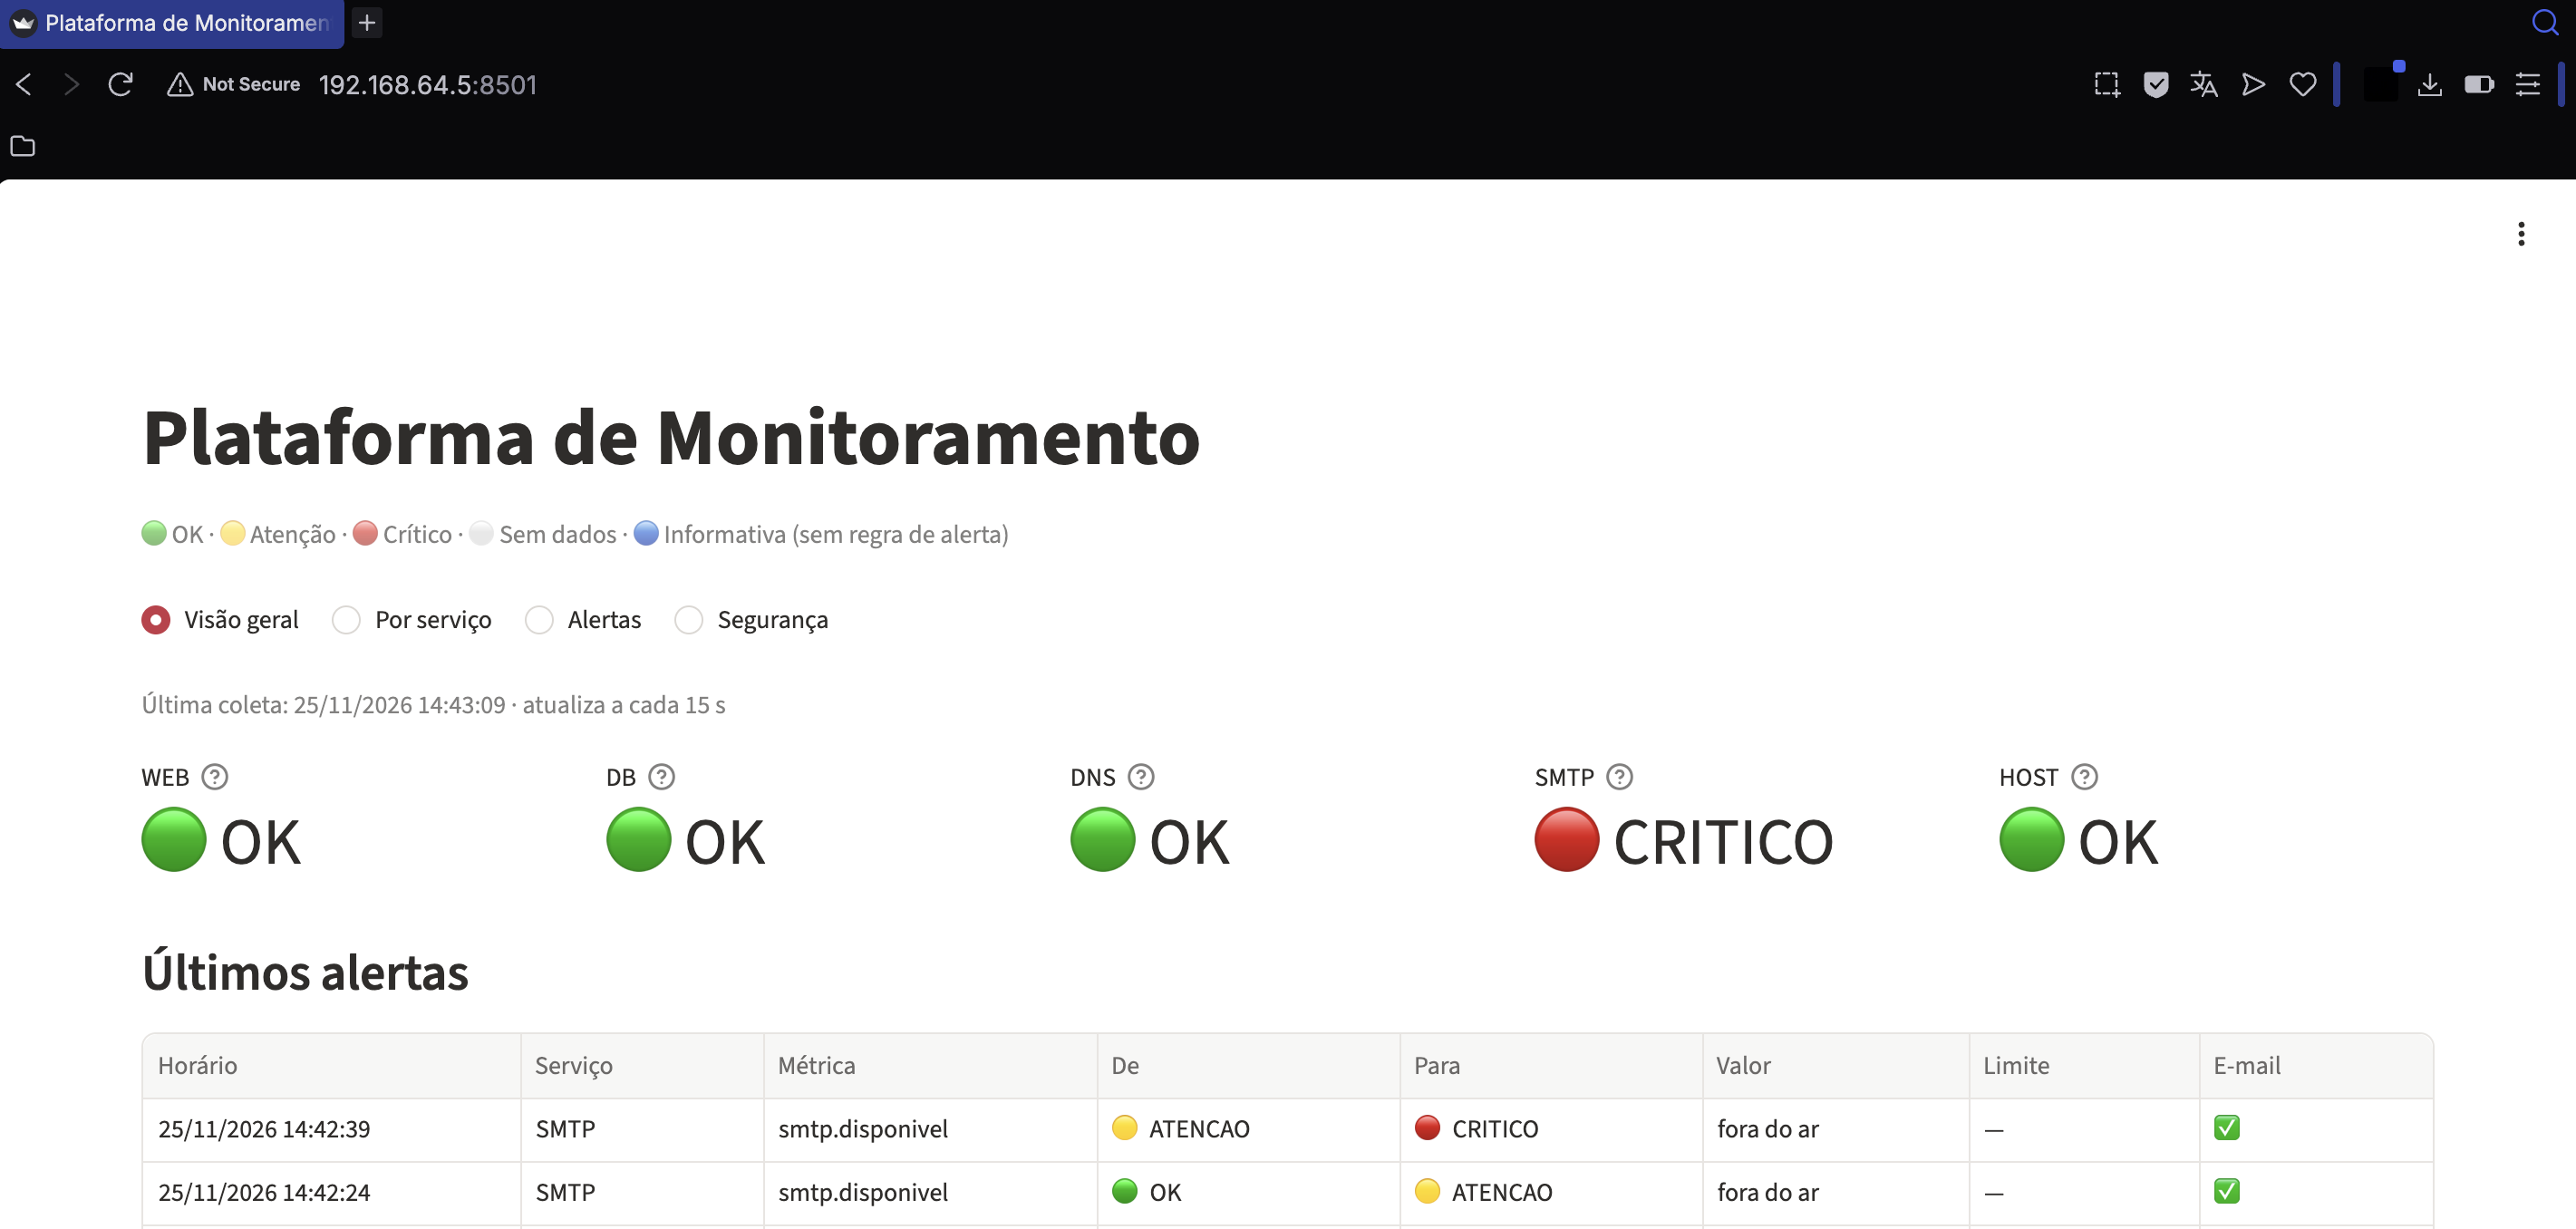 Plataforma de Monitoramen
Not Secure 192.168.64.5:8501
Plataforma de Monitoramento
OK · Atenção · Crítico · Sem dados · Informativa (sem regra de alerta)
Visão geral Por serviço Alertas Segurança
Última coleta: 25/11/2026 14:43:09 · atualiza a cada 15 s
WEB DB DNS SMTP HOST
OK OK OK CRITICO OK
Últimos alertas
Horário Serviço Métrica De Para Valor Limite E-mail
25/11/2026 14:42:39 SMTP smtp.disponivel ATENCAO CRITICO fora do ar —
25/11/2026 14:42:24 SMTP smtp.disponivel OK ATENCAO fora do ar —